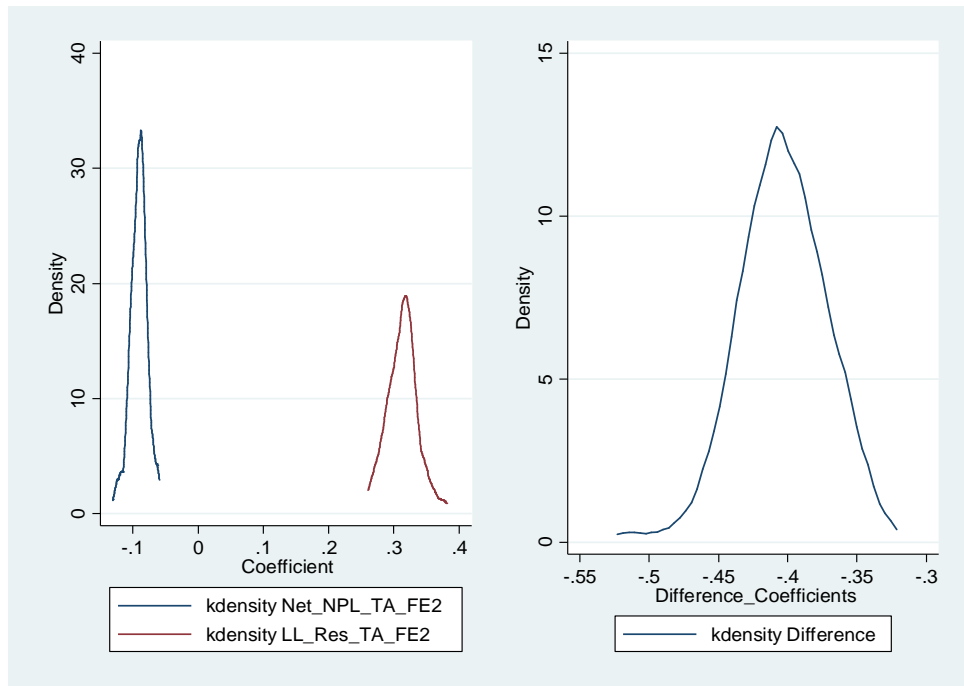 Density
40
30
20
10
0
-.1 0 .1 .2 .3 .4
Coefficient
kdensity Net_NPL_TA_FE2
kdensity LL_Res_TA_FE2
Density
15
10
5
0
-.55 -.5 -.45 -.4 -.35 -.3
Difference_Coefficients
kdensity Difference